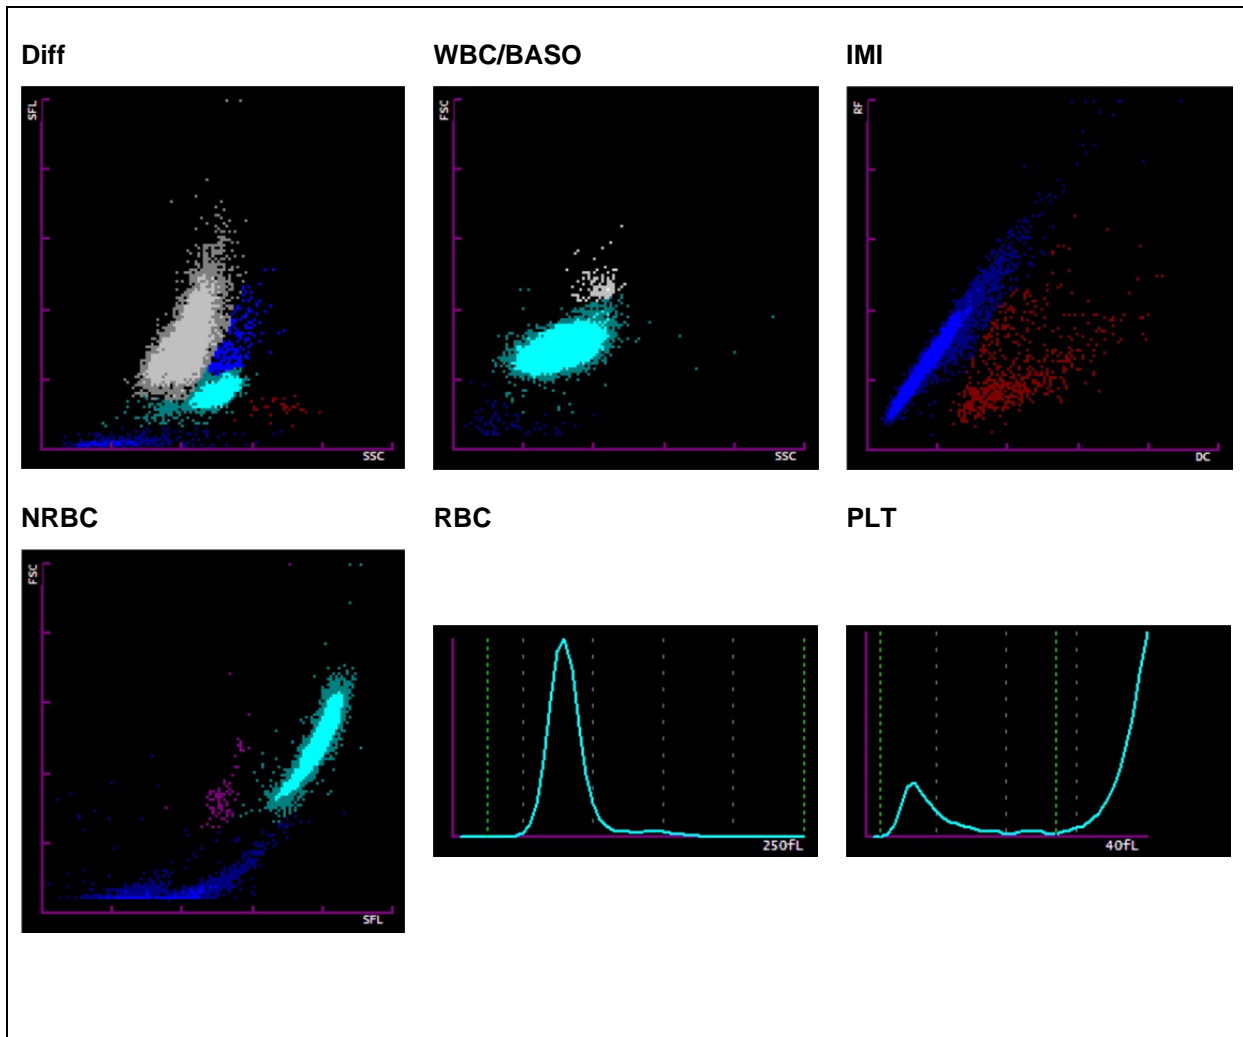 Diff
WBC/BASO
IMI
SFL
SSC
FSC
SSC
RF
DC
NRBC
RBC
PLT
FSC
SFL
250fL
40fL